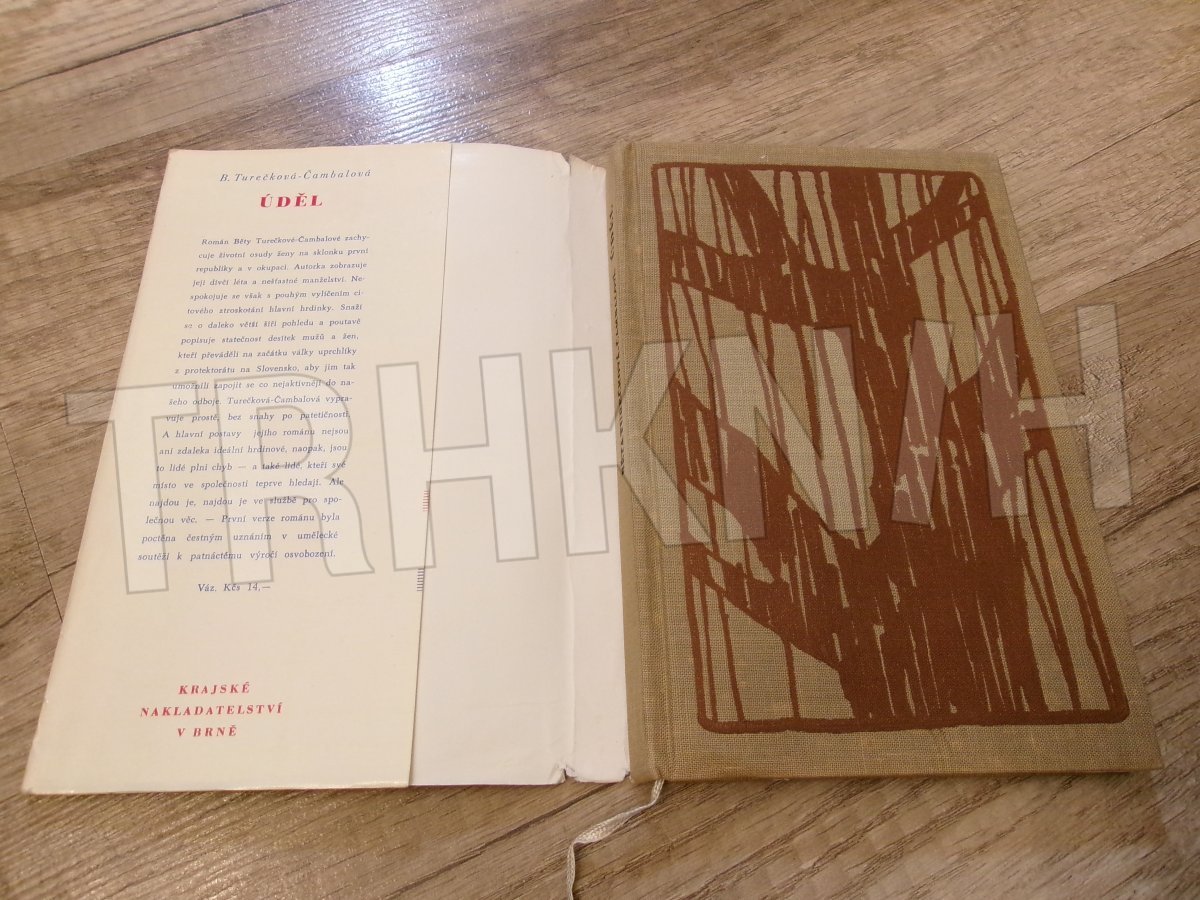 B. Turečková-Čambalová
ÚDĚL
Román Běty Turečkové-Čambalové zachy-
cuje životní osudy ženy na sklonku první
republiky a v okupaci. Autorka zobrazuje
její dívčí léta a nešťastné manželství. Ne-
spokojuje se však s pouhým vylíčením ci-
tového ztroskotání hlavní hrdinky. Snaží
se o daleko větší šíři pohledu a poutavě
popisuje statečnost desítek mužů a žen,
kteří převáděli na začátku války uprchlíky
z protektorátu na Slovensko, aby jim tak
umožnili zapojit se co nejaktivněji do na-
šeho odboje. Turečková-Čambalová vypra-
vuje prostě, bez snahy po patetičnosti.
A hlavní postavy jejího románu nejsou
ani zdaleka ideální hrdinové, naopak, jsou
to lidé plni chyb — a také lidé, kteří své
místo ve společnosti teprve hledají. Ale
najdou je, najdou je ve službě pro spo-
lečnou věc. — První verze románu byla
poctěna čestným uznáním v umělecké
soutěži k patnáctému výročí osvobození.
Váz. Kčs 14,—
KRAJSKÉ
NAKLADATELSTVÍ
V BRNĚ
TRHKNIH